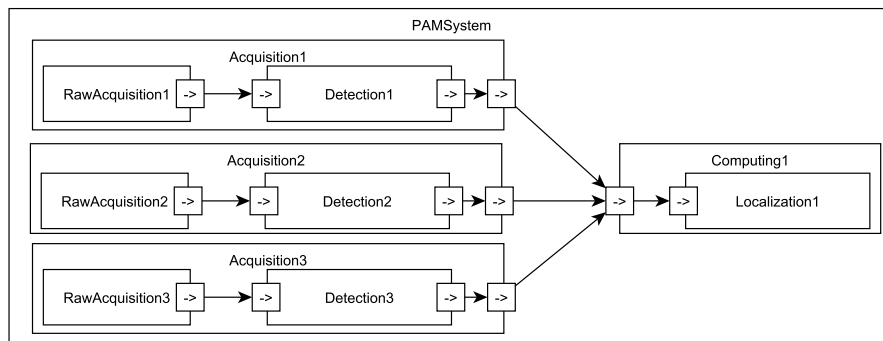 PAMSystem
Acquisition1
RawAcquisition1 -> -> Detection1 -> ->
Acquisition2
RawAcquisition2 -> -> Detection2 -> ->
Computing1
-> -> Localization1
Acquisition3
RawAcquisition3 -> -> Detection3 -> ->